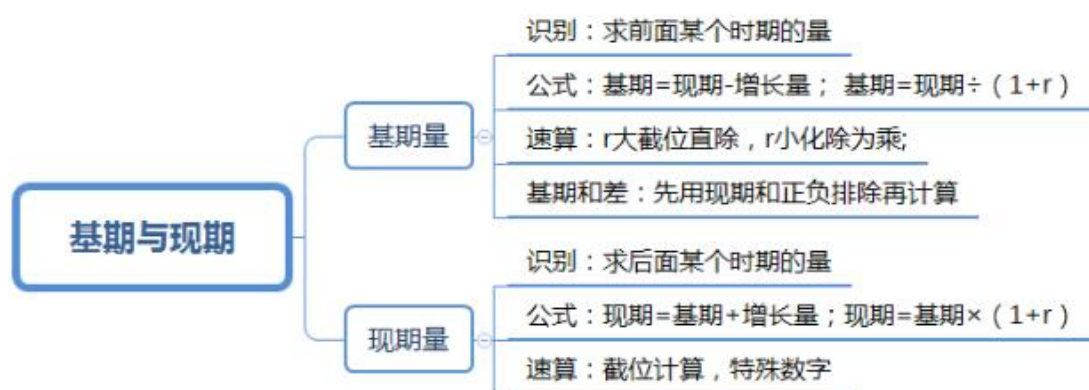 基期与现期
基期量
识别：求前面某个时期的量
公式：基期=现期-增长量； 基期=现期÷（1+r）
速算：r大截位直除，r小化除为乘;
基期和差：先用现期和正负排除再计算
现期量
识别：求后面某个时期的量
公式：现期=基期+增长量；现期=基期×（1+r）
速算：截位计算，特殊数字